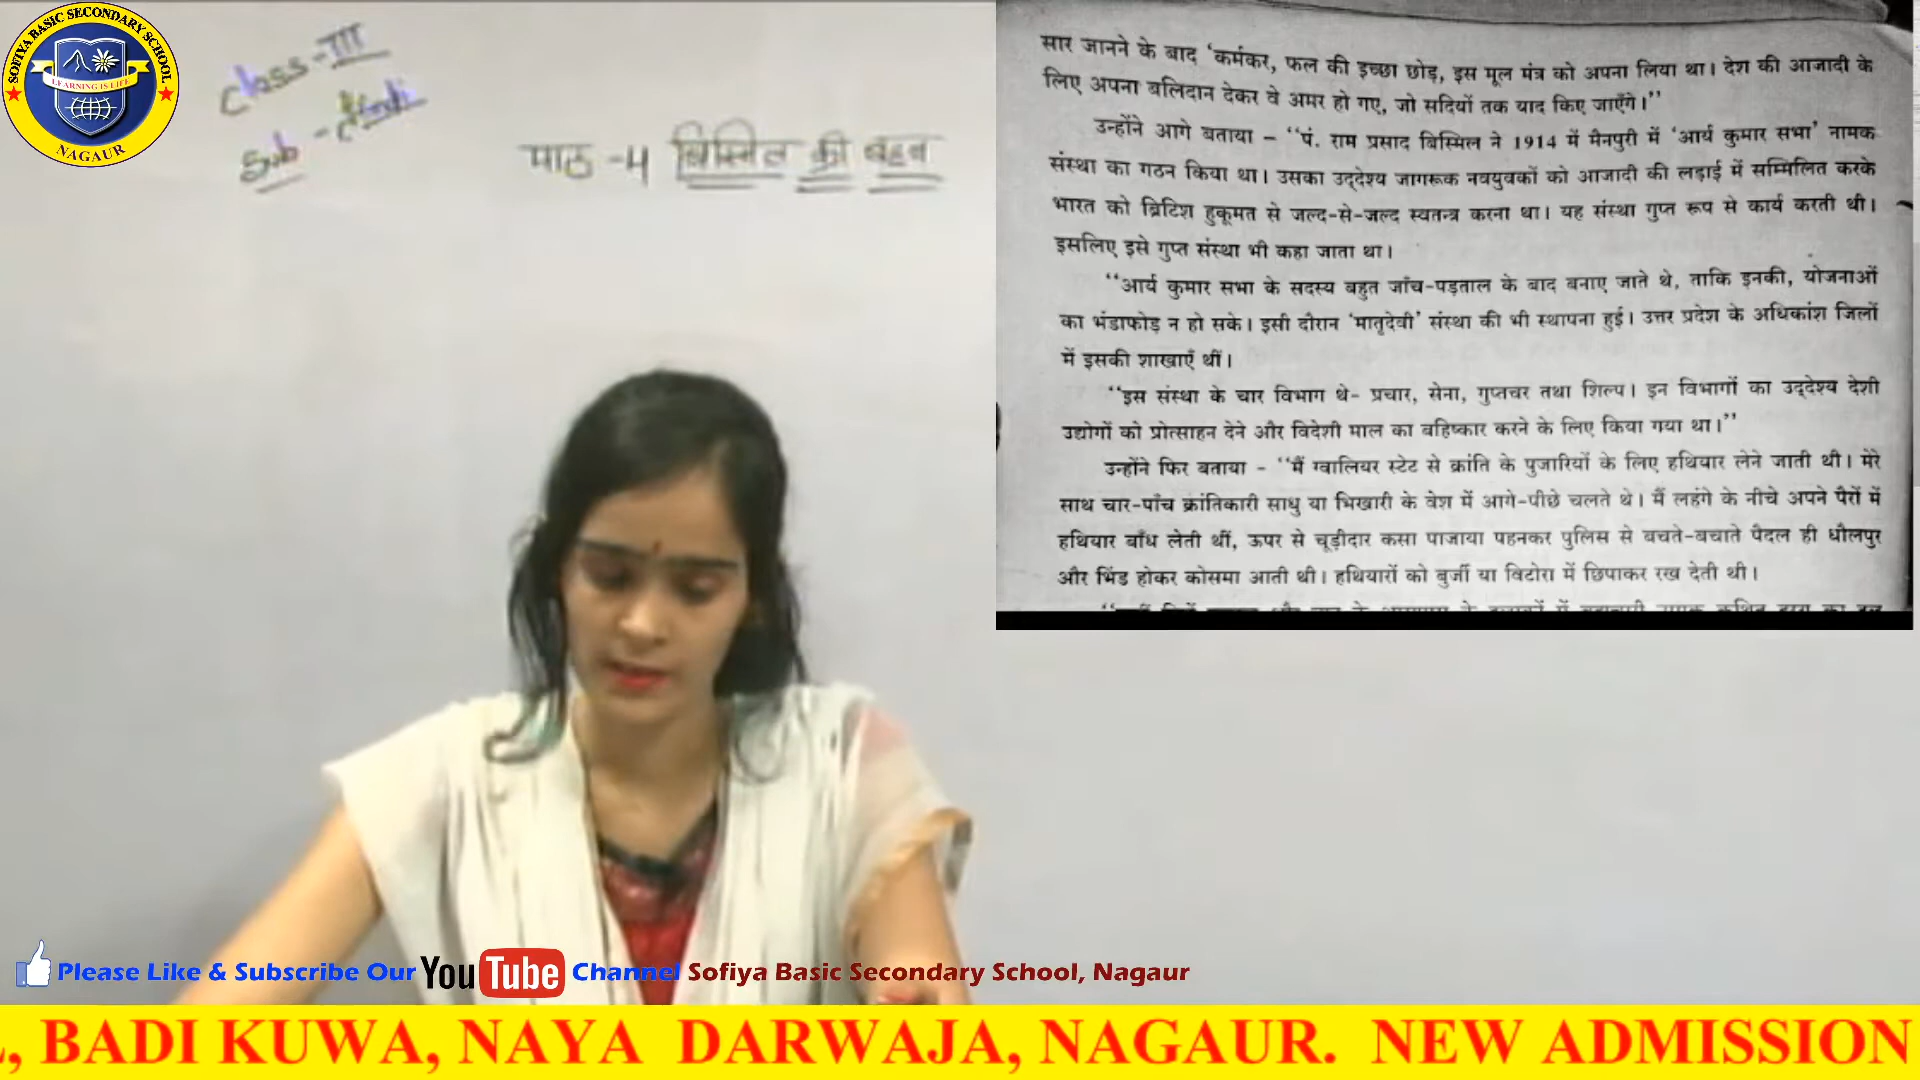 SOFIYA BASIC SECONDARY SCHOOL
LEARNING IS LIFE
NAGAUR
Class - III
Sub - Hindi
पाठ - 4 बिस्मिल की बहन
सार जानने के बाद ‘कर्मकर, फल की इच्छा छोड़, इस मूल मंत्र को अपना लिया था। देश की आजादी के
लिए अपना बलिदान देकर वे अमर हो गए, जो सदियों तक याद किए जाएँगे।’’
उन्होंने आगे बताया – ‘‘पं. राम प्रसाद बिस्मिल ने 1914 में मैनपुरी में ‘आर्य कुमार सभा’ नामक
संस्था का गठन किया था। उसका उद्देश्य जागरूक नवयुवकों को आजादी की लड़ाई में सम्मिलित करके
भारत को ब्रिटिश हुकूमत से जल्द-से-जल्द स्वतन्त्र करना था। यह संस्था गुप्त रूप से कार्य करती थी।
इसलिए इसे गुप्त संस्था भी कहा जाता था।
‘‘आर्य कुमार सभा के सदस्य बहुत जाँच-पड़ताल के बाद बनाए जाते थे, ताकि इनकी, योजनाओं
का भंडाफोड़ न हो सके। इसी दौरान ‘मातृदेवी’ संस्था की भी स्थापना हुई। उत्तर प्रदेश के अधिकांश जिलों
में इसकी शाखाएँ थीं।
‘‘इस संस्था के चार विभाग थे- प्रचार, सेना, गुप्तचर तथा शिल्प। इन विभागों का उद्देश्य देशी
उद्योगों को प्रोत्साहन देने और विदेशी माल का बहिष्कार करने के लिए किया गया था।’’
उन्होंने फिर बताया – ‘‘मैं ग्वालियर स्टेट से क्रांति के पुजारियों के लिए हथियार लेने जाती थी। मेरे
साथ चार-पाँच क्रांतिकारी साधु या भिखारी के वेश में आगे-पीछे चलते थे। मैं लहंगे के नीचे अपने पैरों में
हथियार बाँध लेती थीं, ऊपर से चूड़ीदार कसा पाजाया पहनकर पुलिस से बचते-बचाते पैदल ही धौलपुर
और भिंड होकर कोसमा आती थी। हथियारों को बुर्जी या विटोरा में छिपाकर रख देती थी।
Please Like & Subscribe Our YouTube Channel Sofiya Basic Secondary School, Nagaur
, BADI KUWA, NAYA DARWAJA, NAGAUR. NEW ADMISSION